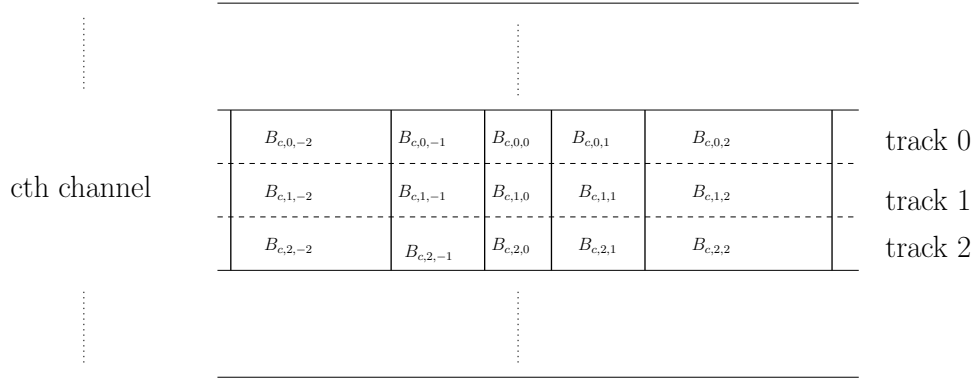 $B_{c,0,-2}$ $B_{c,0,-1}$ $B_{c,0,0}$ $B_{c,0,1}$ $B_{c,0,2}$ track 0
cth channel $B_{c,1,-2}$ $B_{c,1,-1}$ $B_{c,1,0}$ $B_{c,1,1}$ $B_{c,1,2}$ track 1
$B_{c,2,-2}$ $B_{c,2,-1}$ $B_{c,2,0}$ $B_{c,2,1}$ $B_{c,2,2}$ track 2